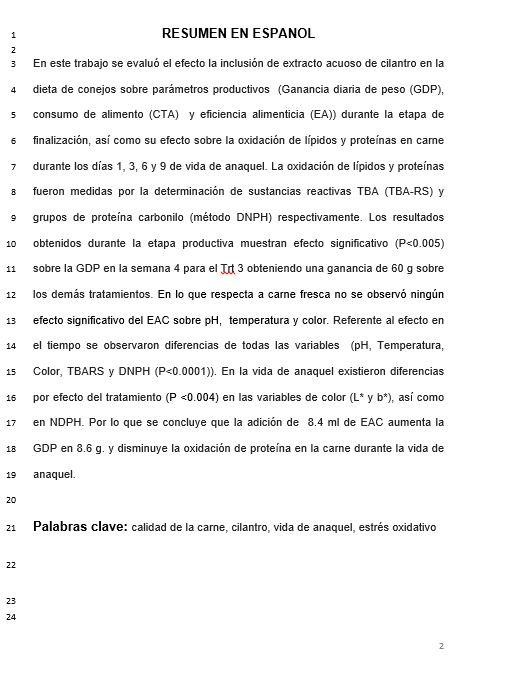 1 RESUMEN EN ESPANOL
2
3 En este trabajo se evaluó el efecto la inclusión de extracto acuoso de cilantro en la
4 dieta de conejos sobre parámetros productivos (Ganancia diaria de peso (GDP),
5 consumo de alimento (CTA) y eficiencia alimenticia (EA)) durante la etapa de
6 finalización, así como su efecto sobre la oxidación de lípidos y proteínas en carne
7 durante los días 1, 3, 6 y 9 de vida de anaquel. La oxidación de lípidos y proteínas
8 fueron medidas por la determinación de sustancias reactivas TBA (TBA-RS) y
9 grupos de proteína carbonilo (método DNPH) respectivamente. Los resultados
10 obtenidos durante la etapa productiva muestran efecto significativo (P<0.005)
11 sobre la GDP en la semana 4 para el Trt 3 obteniendo una ganancia de 60 g sobre
12 los demás tratamientos. En lo que respecta a carne fresca no se observó ningún
13 efecto significativo del EAC sobre pH, temperatura y color. Referente al efecto en
14 el tiempo se observaron diferencias de todas las variables (pH, Temperatura,
15 Color, TBARS y DNPH (P<0.0001)). En la vida de anaquel existieron diferencias
16 por efecto del tratamiento (P <0.004) en las variables de color (L* y b*), así como
17 en NDPH. Por lo que se concluye que la adición de 8.4 ml de EAC aumenta la
18 GDP en 8.6 g. y disminuye la oxidación de proteína en la carne durante la vida de
19 anaquel.
20
21 Palabras clave: calidad de la carne, cilantro, vida de anaquel, estrés oxidativo
22
23
24
2